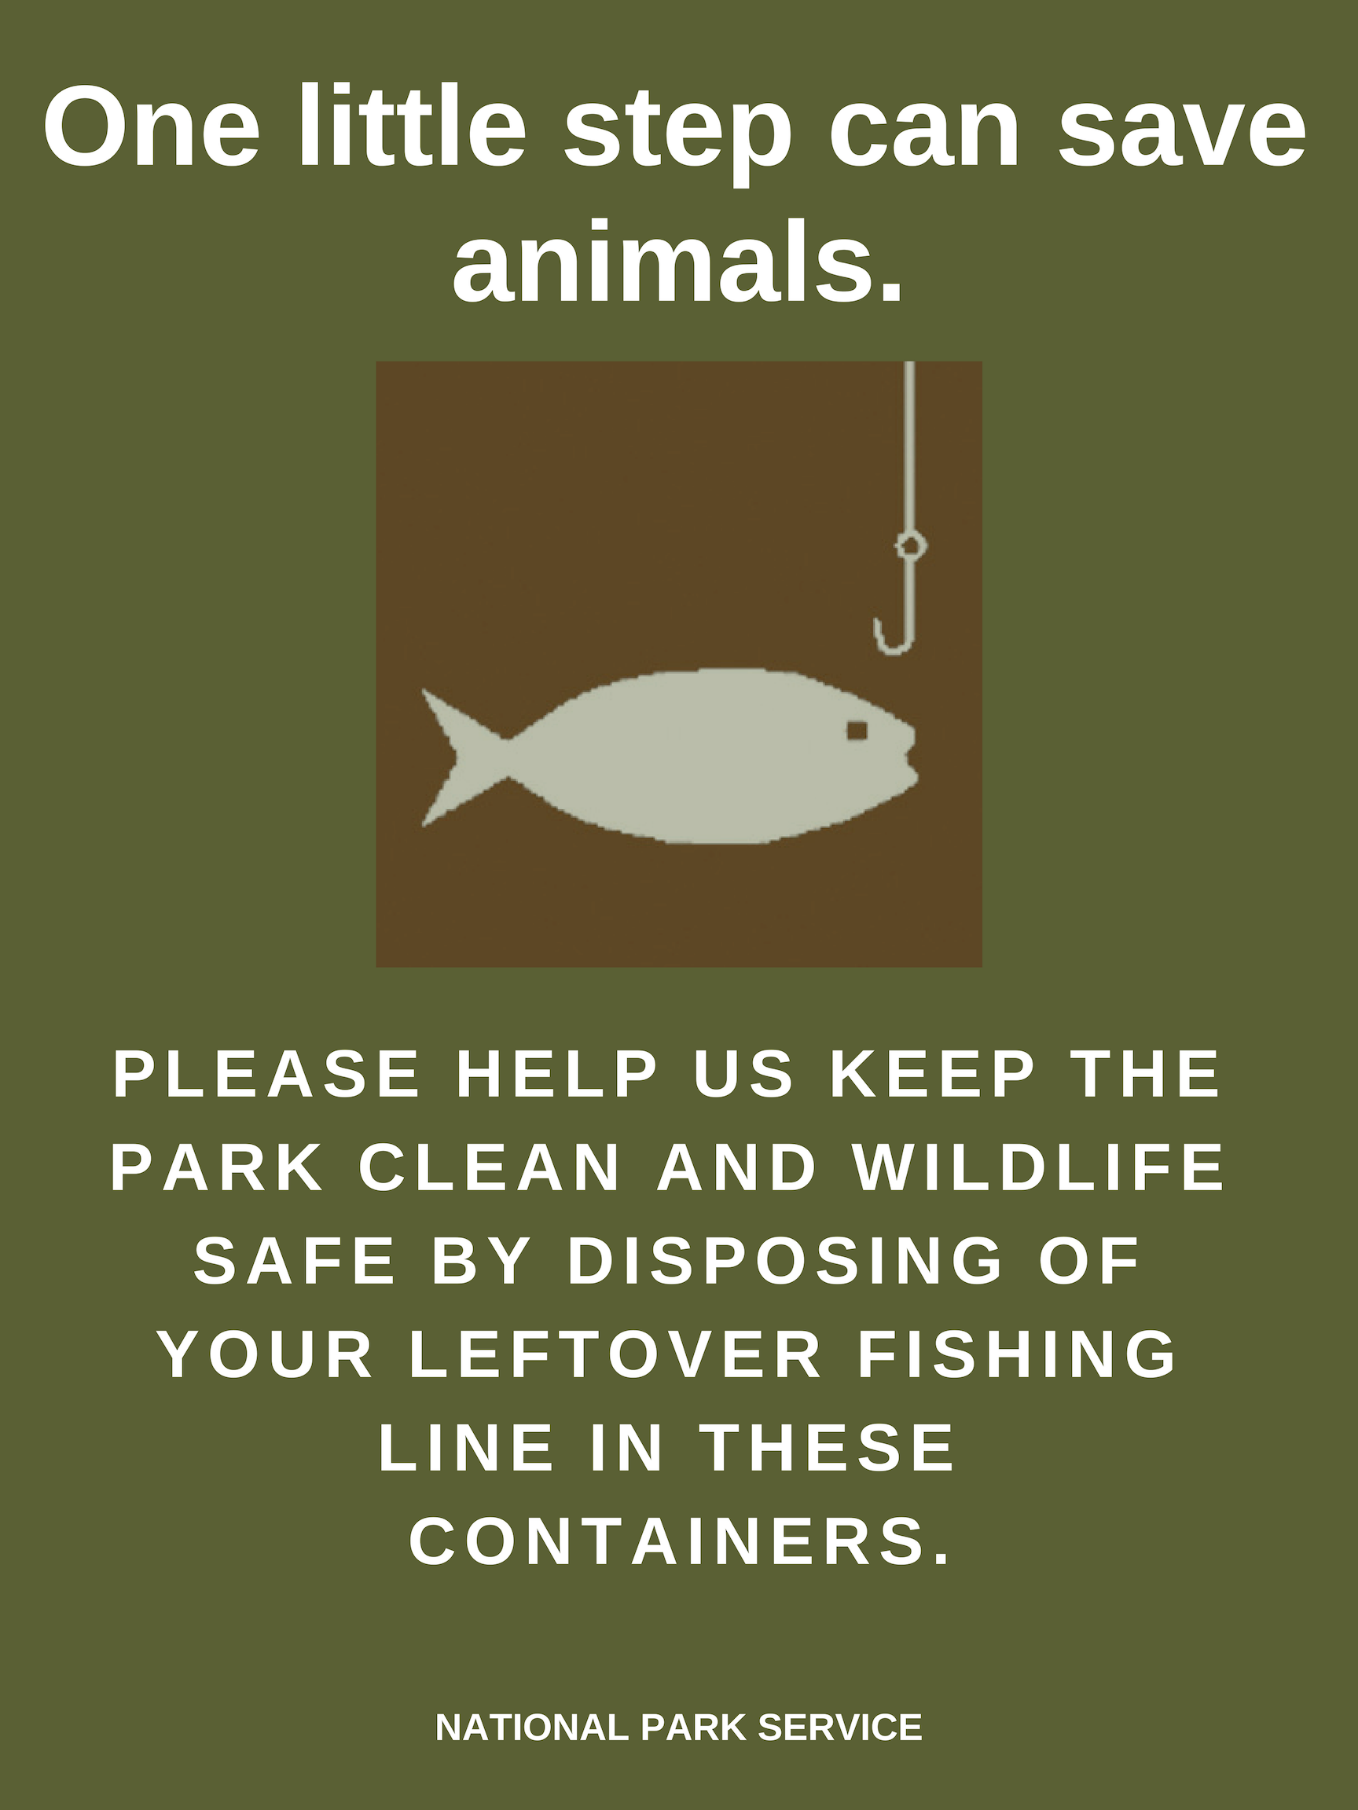 One little step can save
animals.
PLEASE HELP US KEEP THE
PARK CLEAN AND WILDLIFE
SAFE BY DISPOSING OF
YOUR LEFTOVER FISHING
LINE IN THESE
CONTAINERS.
NATIONAL PARK SERVICE